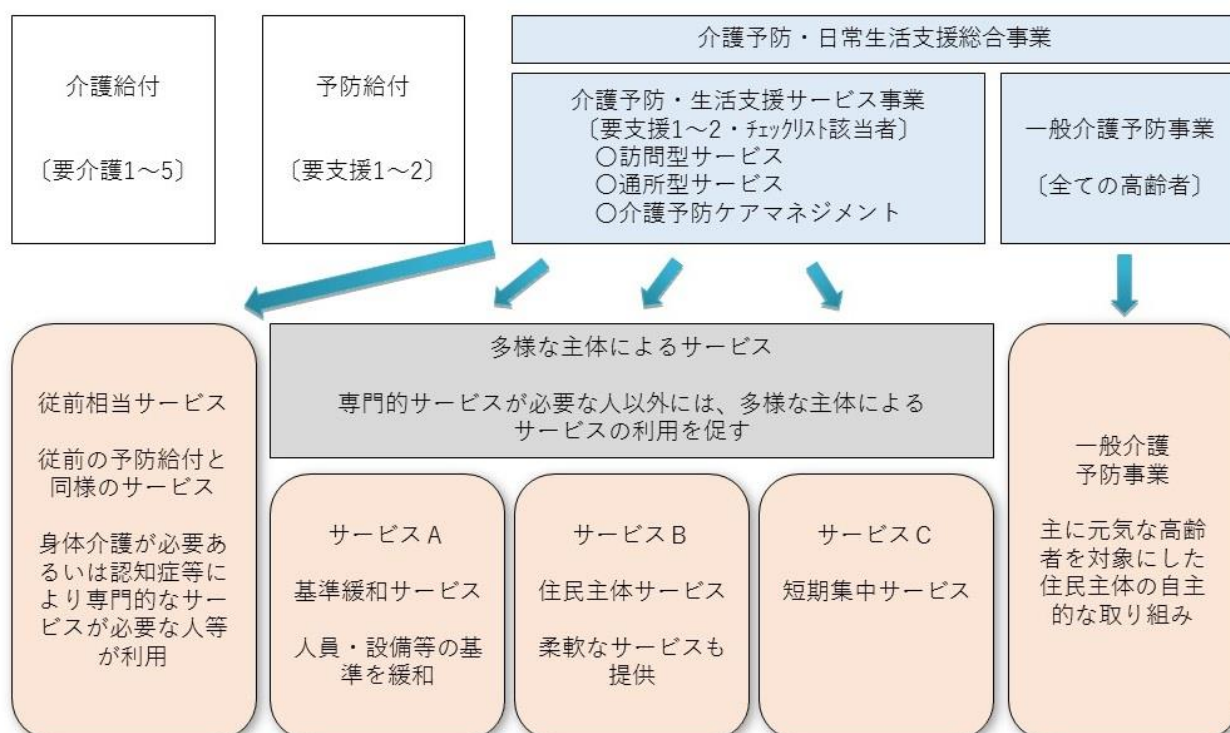 介護給付
〔要介護1～5〕
予防給付
〔要支援1～2〕
介護予防・日常生活支援総合事業
介護予防・生活支援サービス事業
〔要支援1～2・ﾁｪｯｸﾘｽﾄ該当者〕
〇訪問型サービス
〇通所型サービス
〇介護予防ケアマネジメント
一般介護予防事業
〔全ての高齢者〕
従前相当サービス
従前の予防給付と
同様のサービス
身体介護が必要あ
るいは認知症等に
より専門的なサー
ビスが必要な人等
が利用
多様な主体によるサービス
専門的サービスが必要な人以外には、多様な主体による
サービスの利用を促す
サービスＡ
基準緩和サービス
人員・設備等の基
準を緩和
サービスＢ
住民主体サービス
柔軟なサービスも
提供
サービスＣ
短期集中サービス
一般介護
予防事業
主に元気な高齢
者を対象にした
住民主体の自主
的な取り組み